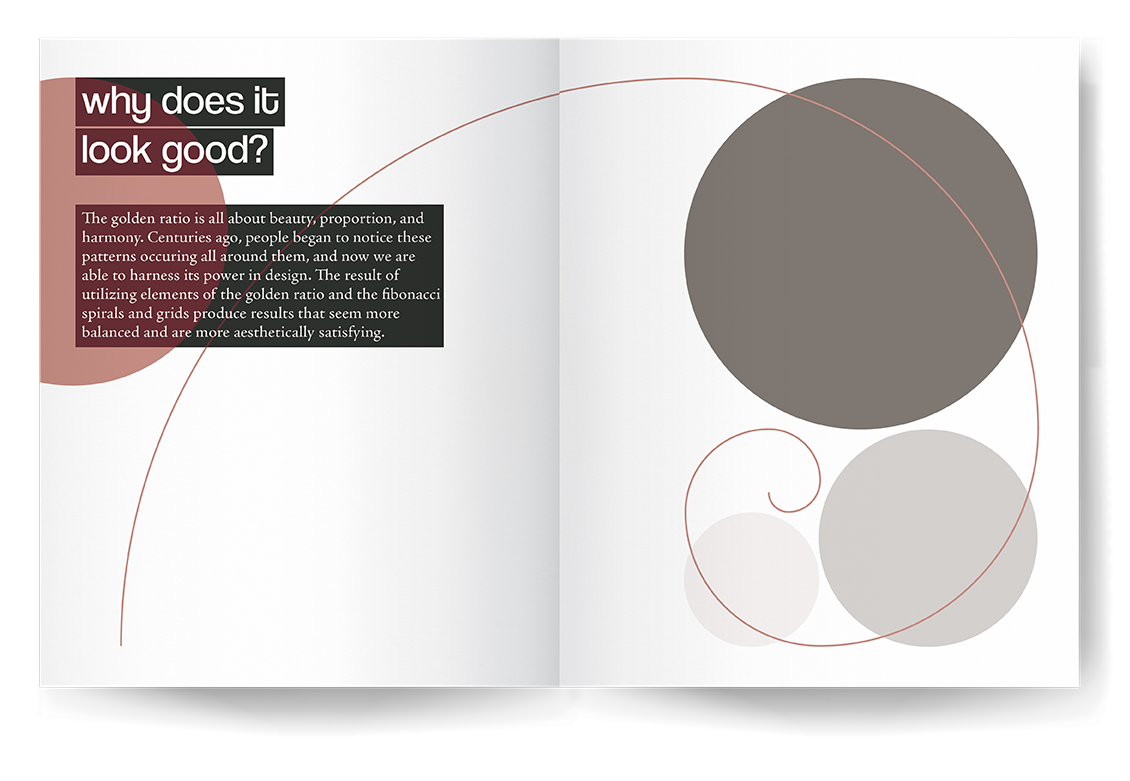 why does it
look good?
The golden ratio is all about beauty, proportion, and
harmony. Centuries ago, people began to notice these
patterns occuring all around them, and now we are
able to harness its power in design. The result of
utilizing elements of the golden ratio and the fibonacci
spirals and grids produce results that seem more
balanced and are more aesthetically satisfying.